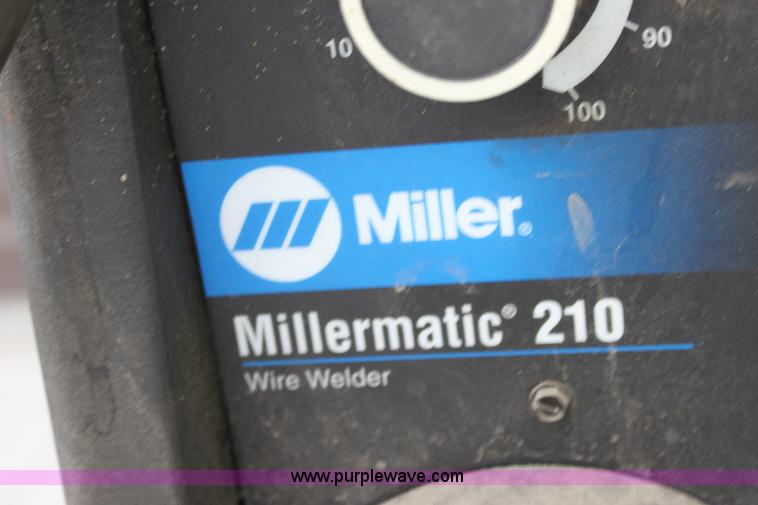 10
90
100
Miller®
Millermatic® 210
Wire Welder
www.purplewave.com